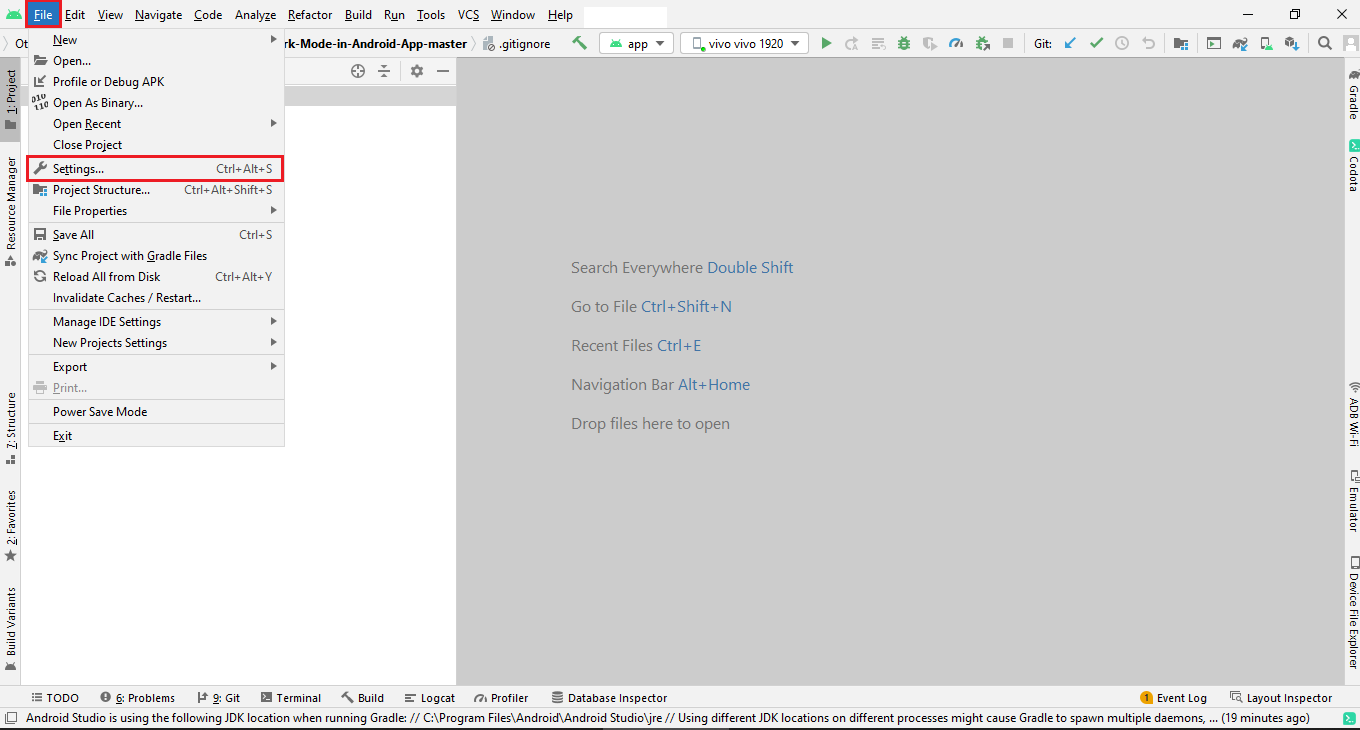 File Edit View Navigate Code Analyze Refactor Build Run Tools VCS Window Help
Ot
rk-Mode-in-Android-App-master
.gitignore
app
vivo vivo 1920
Git:
New
Open...
Profile or Debug APK
Open As Binary...
Open Recent
Close Project
Settings... Ctrl+Alt+S
Project Structure... Ctrl+Alt+Shift+S
File Properties
Save All Ctrl+S
Sync Project with Gradle Files
Reload All from Disk Ctrl+Alt+Y
Invalidate Caches / Restart...
Manage IDE Settings
New Projects Settings
Export
Print...
Power Save Mode
Exit
1: Project
Resource Manager
7: Structure
2: Favorites
Build Variants
Search Everywhere Double Shift
Go to File Ctrl+Shift+N
Recent Files Ctrl+E
Navigation Bar Alt+Home
Drop files here to open
Gradle
Codota
ADB Wi-Fi
Emulator
Device File Explorer
TODO 6: Problems 9: Git Terminal Build Logcat Profiler Database Inspector 1 Event Log Layout Inspector
Android Studio is using the following JDK location when running Gradle: // C:\Program Files\Android\Android Studio\jre // Using different JDK locations on different processes might cause Gradle to spawn multiple daemons, ... (19 minutes ago)